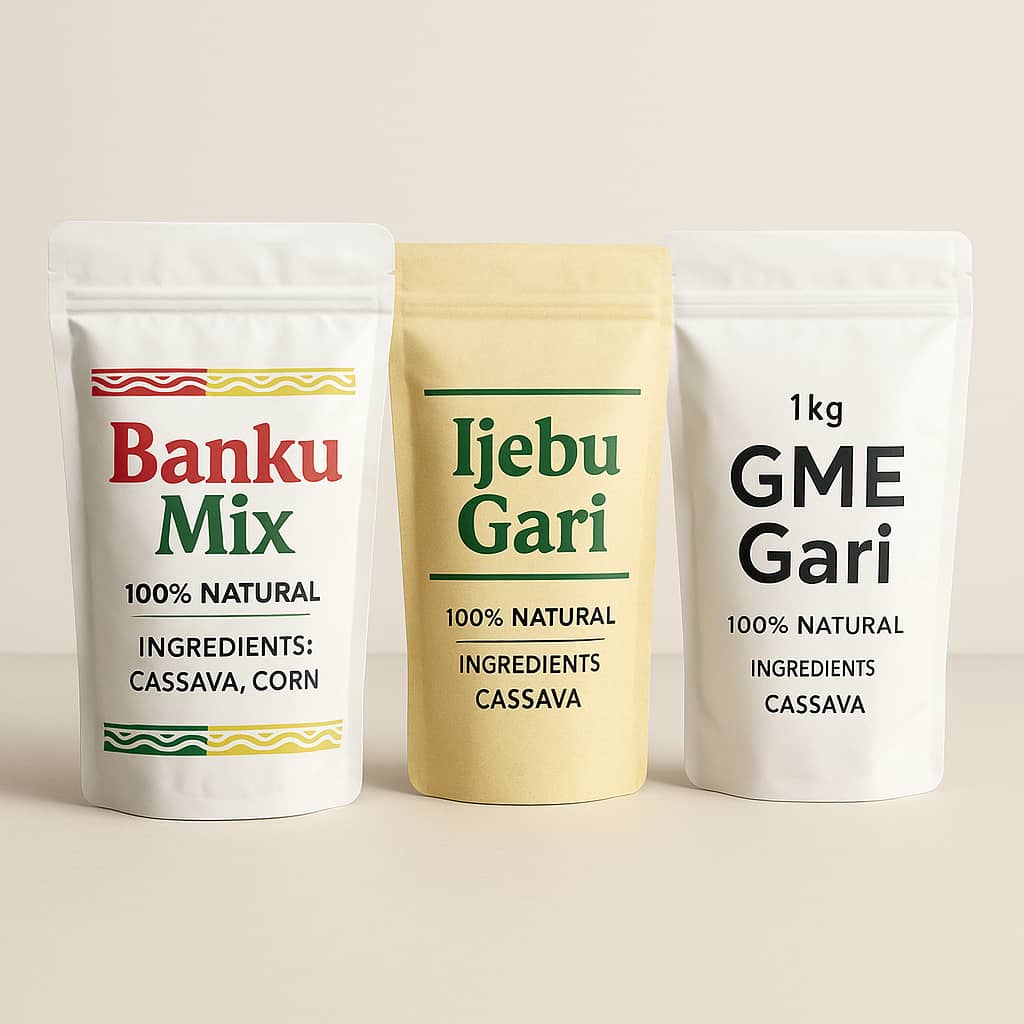 Banku
Mix
100% NATURAL
INGREDIENTS:
CASSAVA, CORN
Ijebu
Gari
100% NATURAL
INGREDIENTS
CASSAVA
1kg
GME
Gari
100% NATURAL
INGREDIENTS
CASSAVA